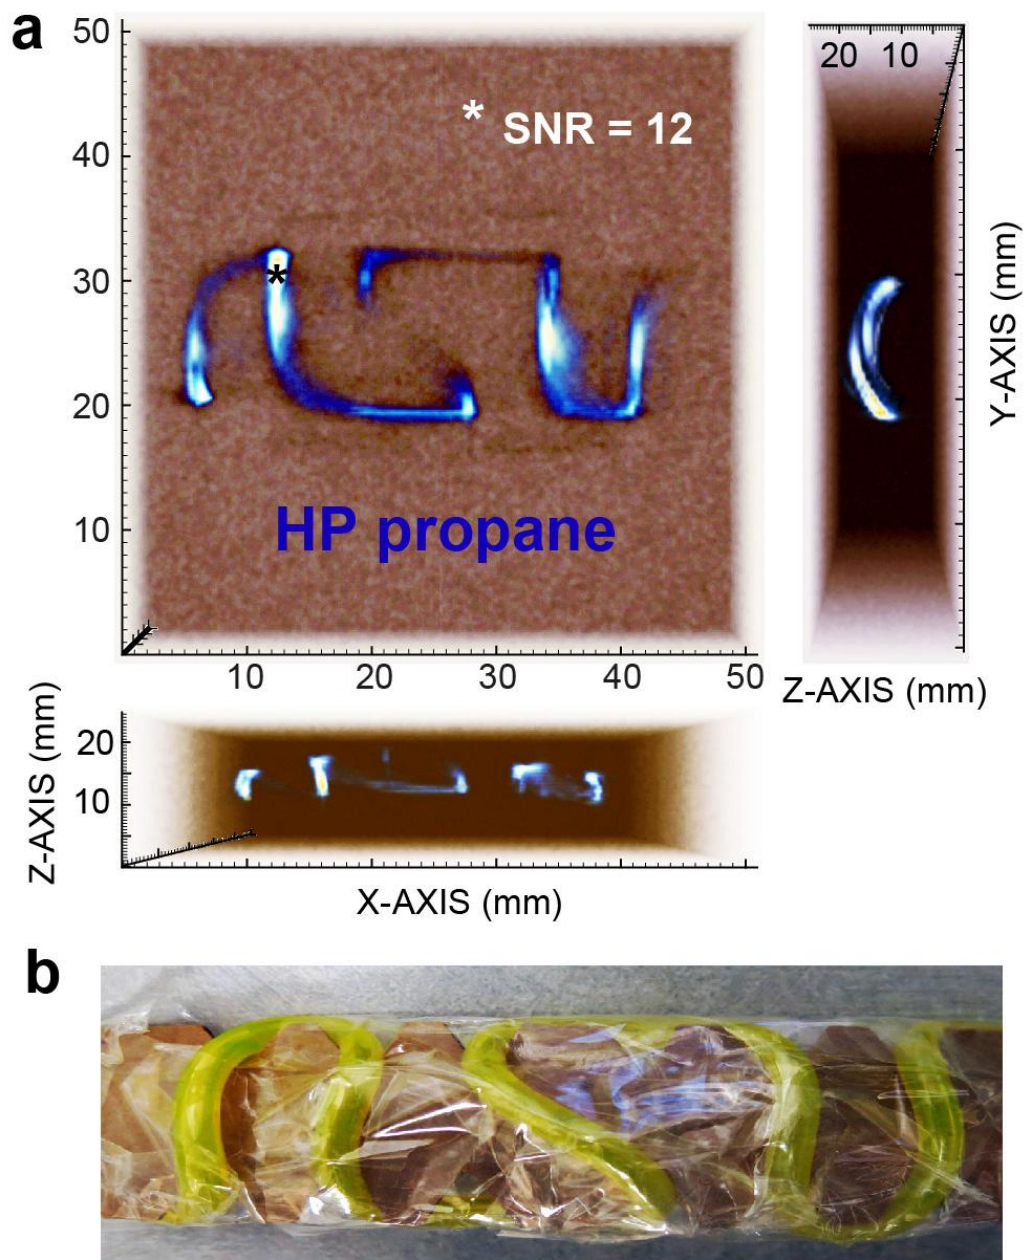 a
50
40
30
20
10
* SNR = 12
*
HP propane
10 20 30 40 50
20 10
Y-AXIS (mm)
Z-AXIS (mm)
Z-AXIS (mm)
20
10
X-AXIS (mm)
b